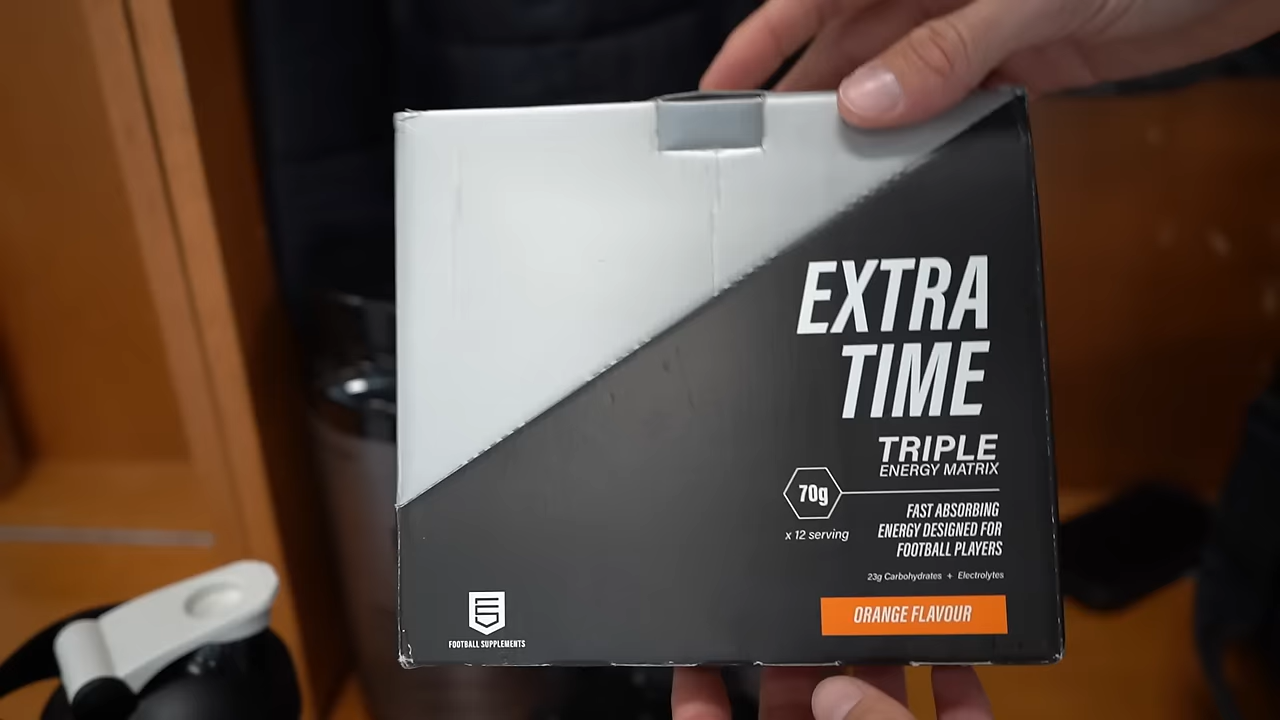 EXTRA
TIME
TRIPLE
ENERGY MATRIX
70g
x 12 serving
FAST ABSORBING
ENERGY DESIGNED FOR
FOOTBALL PLAYERS
23g Carbohydrates + Electrolytes
ORANGE FLAVOUR
FOOTBALL SUPPLEMENTS